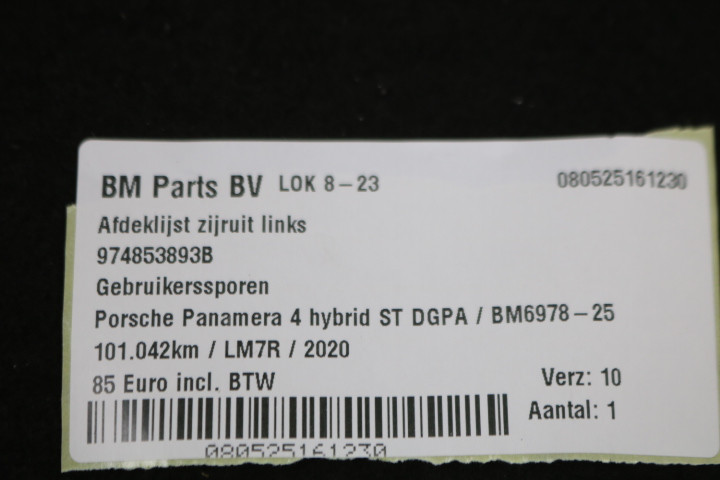 BM Parts BV LOK 8-23 080525161230
Afdeklijst zijruit links
974853893B
Gebruikerssporen
Porsche Panamera 4 hybrid ST DGPA / BM6978-25
101.042km / LM7R / 2020
85 Euro incl. BTW Verz: 10
Aantal: 1
080525161230